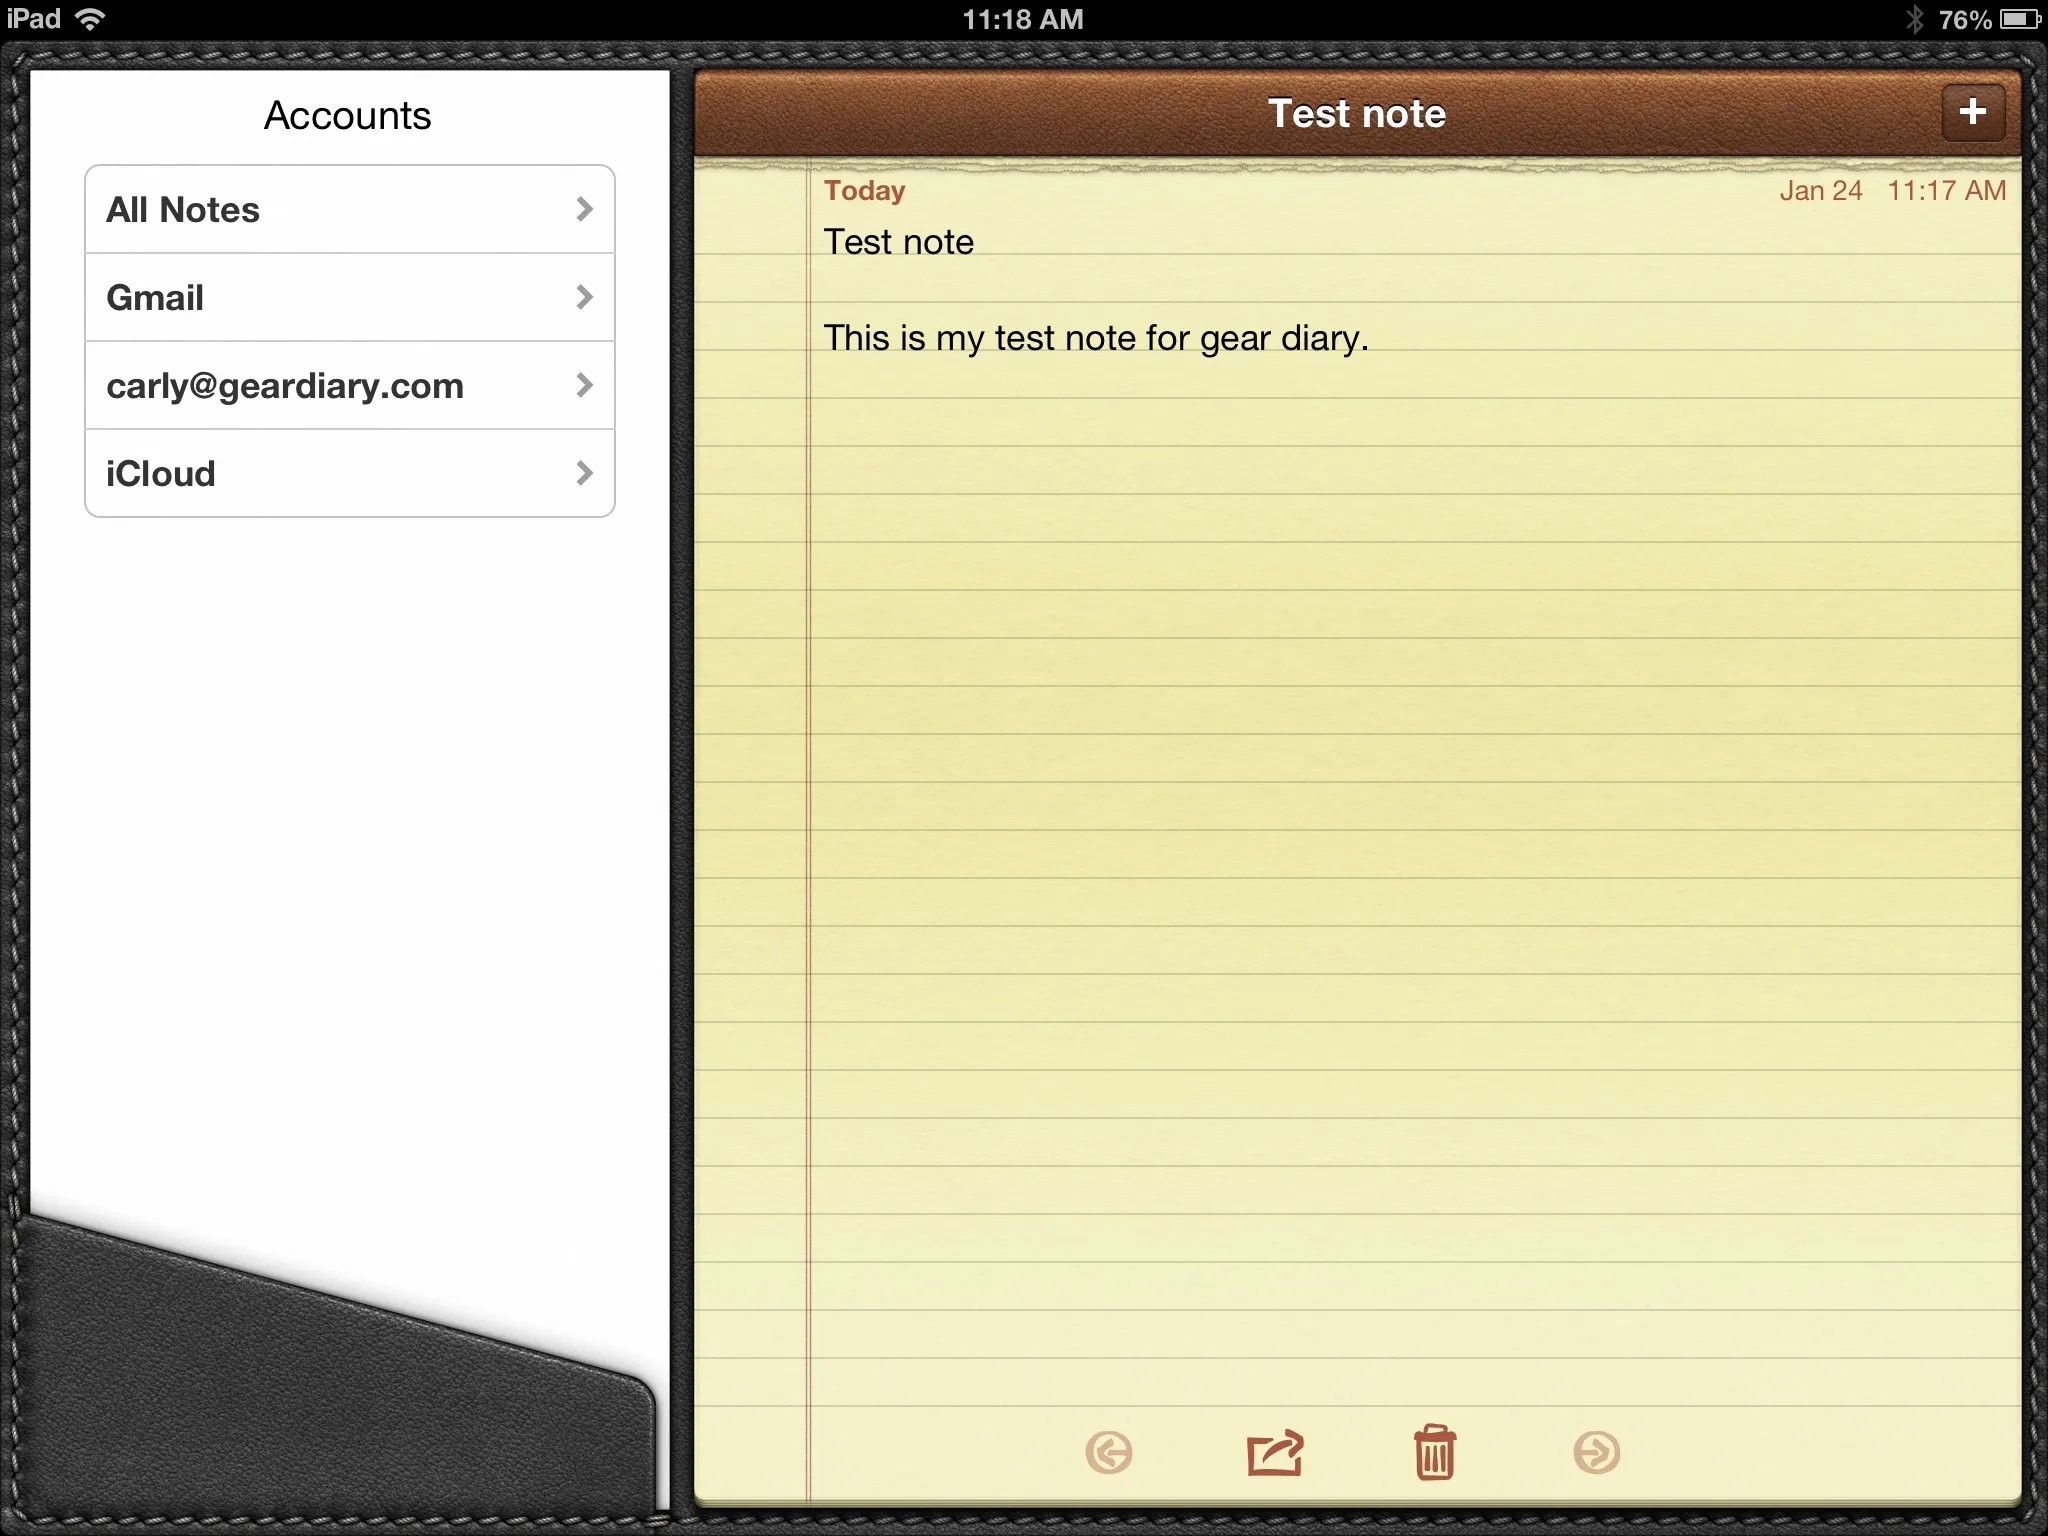 iPad 11:18 AM 76%
Accounts
All Notes
Gmail
carly@geardiary.com
iCloud
Test note
Today Jan 24 11:17 AM
Test note
This is my test note for gear diary.